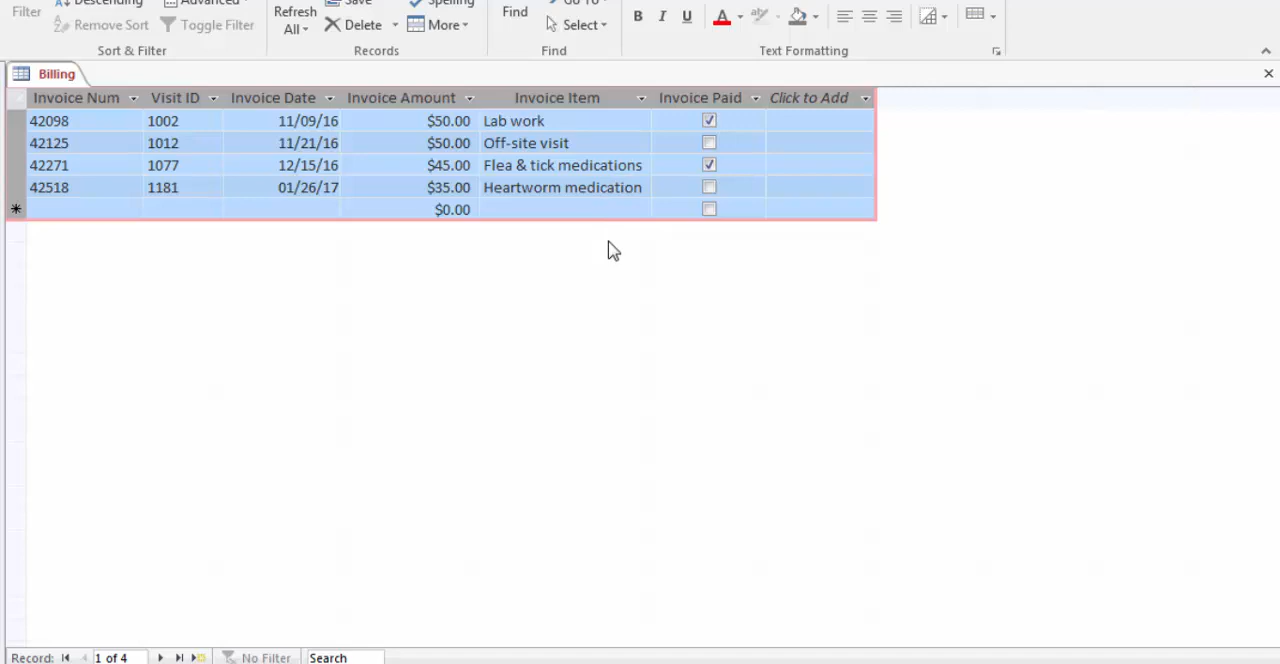 Descending Advanced Save Spelling Go To
Filter Refresh All Delete Find B I U A
Remove Sort Toggle Filter More Select
Sort & Filter Records Find Text Formatting
Billing
Invoice Num Visit ID Invoice Date Invoice Amount Invoice Item Invoice Paid Click to Add
42098 1002 11/09/16 $50.00 Lab work
42125 1012 11/21/16 $50.00 Off-site visit
42271 1077 12/15/16 $45.00 Flea & tick medications
42518 1181 01/26/17 $35.00 Heartworm medication
$0.00
Record: 1 of 4 No Filter Search